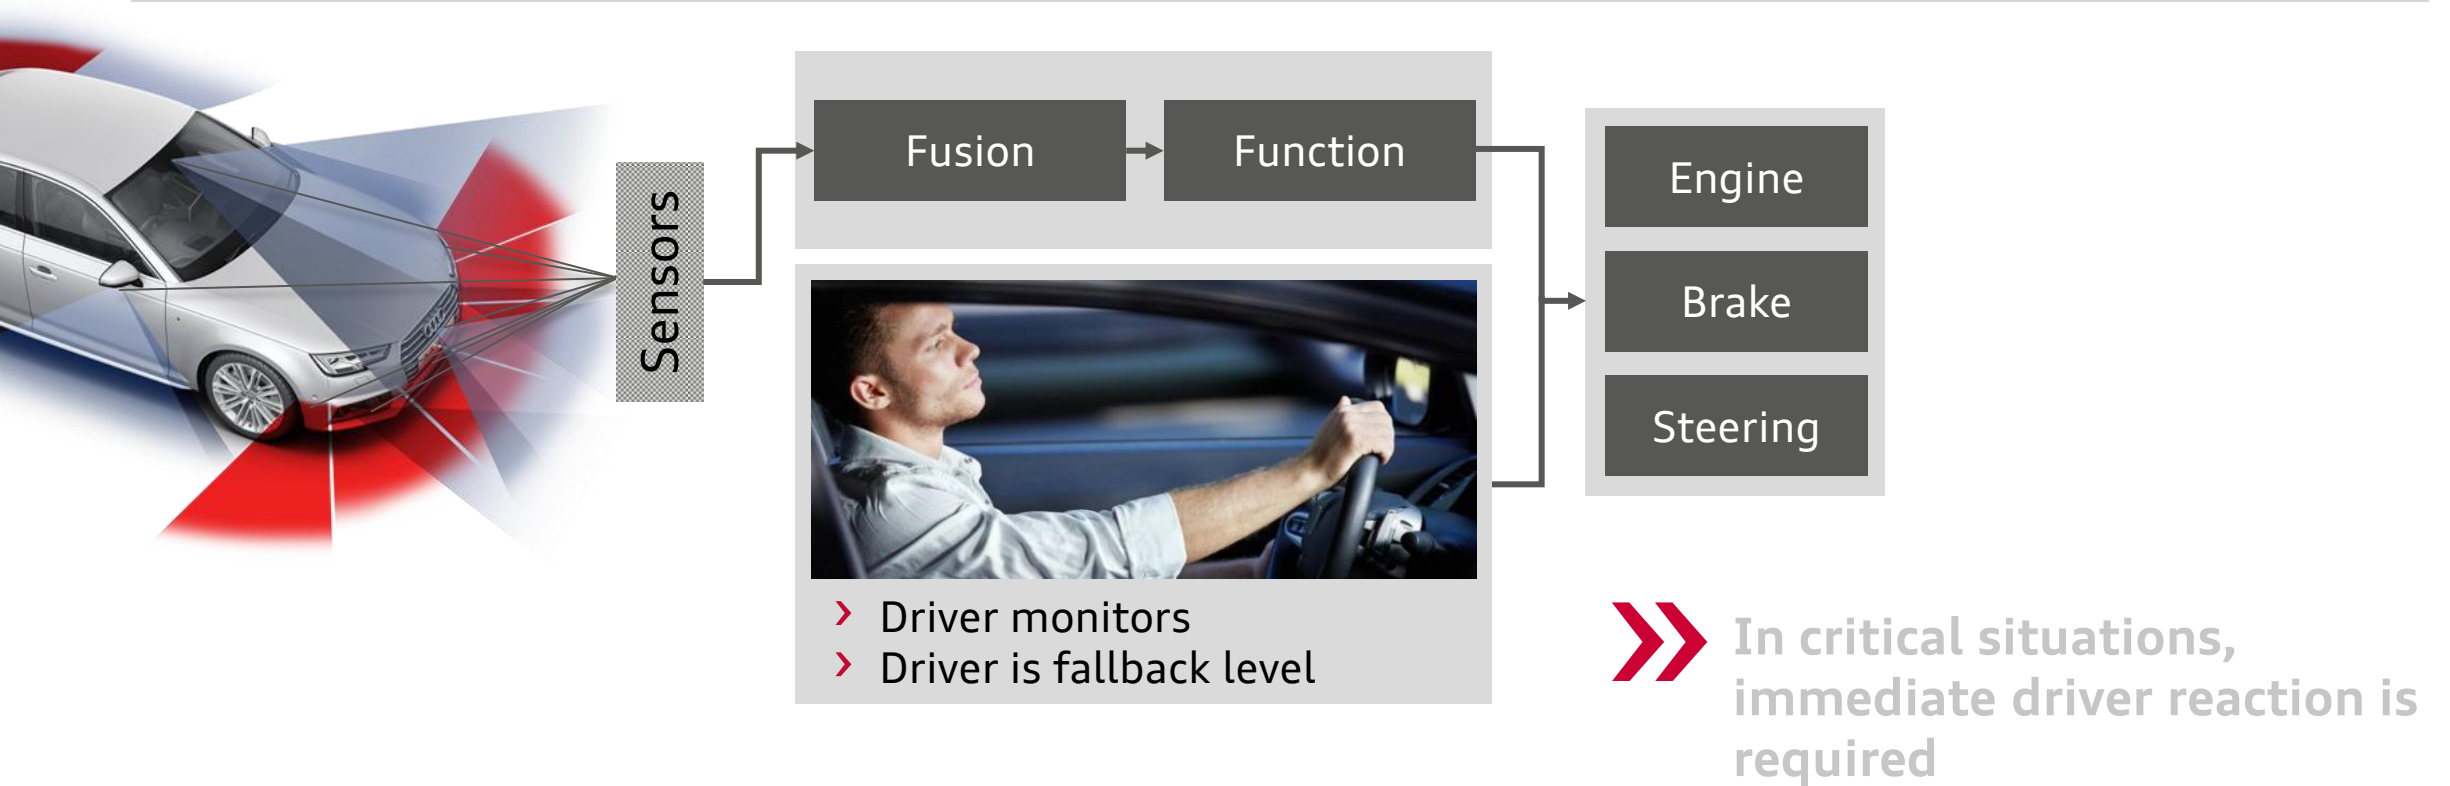 Sensors
Fusion
Function
Engine
Brake
Steering
Driver monitors
Driver is fallback level
In critical situations,
immediate driver reaction is
required